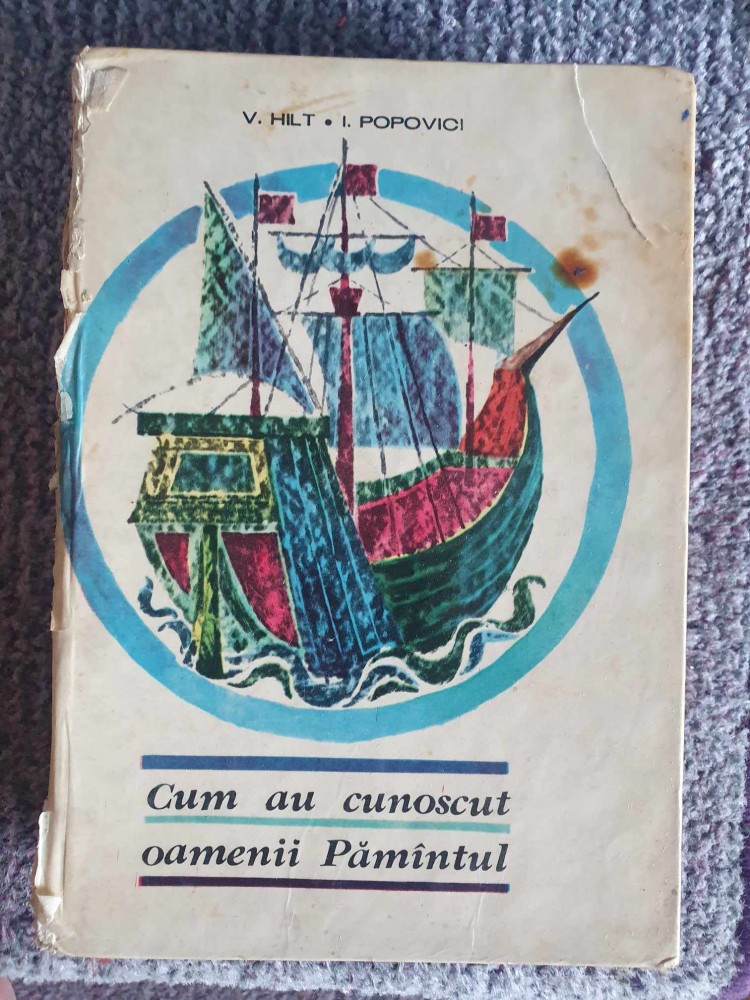 V. HILT • I. POPOVICI
Cum au cunoscut
oamenii Pămîntul